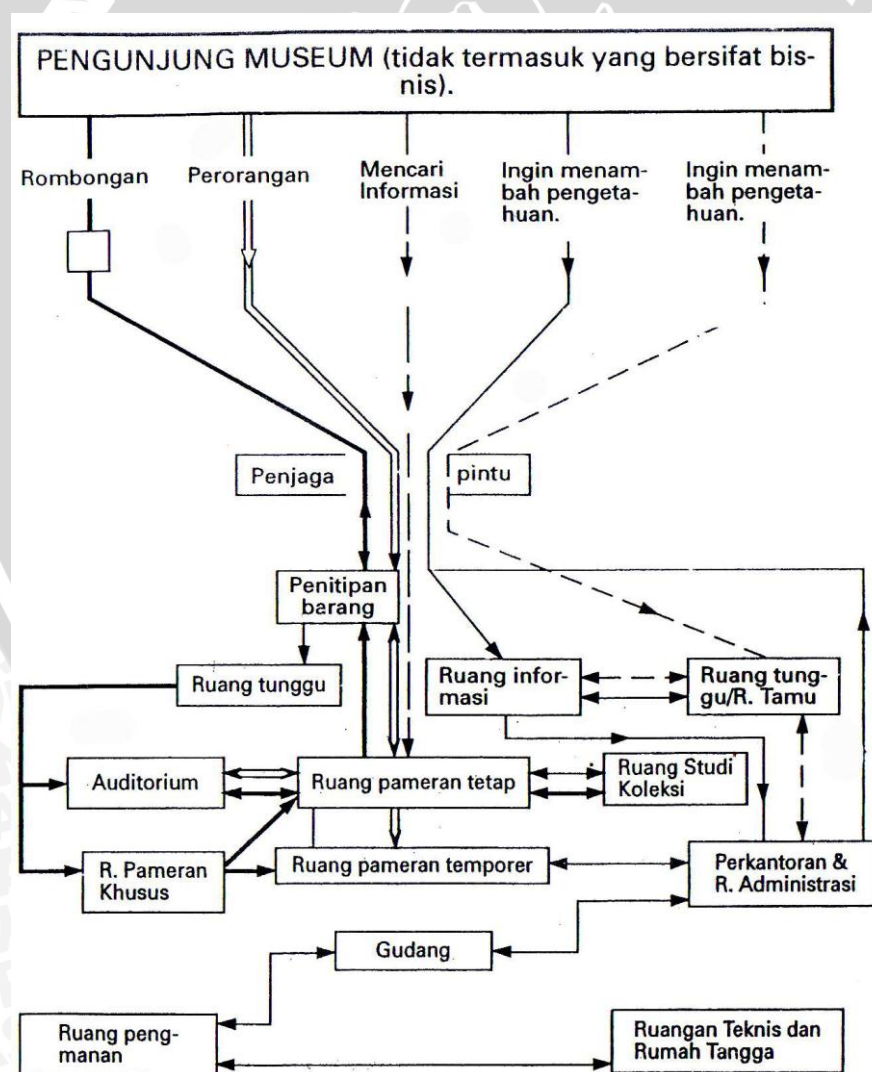 PENGUNJUNG MUSEUM (tidak termasuk yang bersifat bis-
nis).
Rombongan
Perorangan
Mencari
Informasi
Ingin menam-
bah pengeta-
huan.
Ingin menam-
bah pengeta-
huan.
Penjaga
pintu
Penitipan
barang
Ruang tunggu
Ruang infor-
masi
Ruang tung-
gu/R. Tamu
Auditorium
Ruang pameran tetap
Ruang Studi
Koleksi
R. Pameran
Khusus
Ruang pameran temporer
Perkantoran &
R. Administrasi
Gudang
Ruang peng-
manan
Ruangan Teknis dan
Rumah Tangga